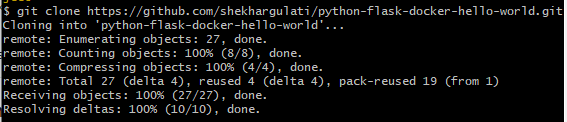 $ git clone https://github.com/shekhargulati/python-flask-docker-hello-world.git
Cloning into 'python-flask-docker-hello-world'...
remote: Enumerating objects: 27, done.
remote: Counting objects: 100% (8/8), done.
remote: Compressing objects: 100% (4/4), done.
remote: Total 27 (delta 4), reused 4 (delta 4), pack-reused 19 (from 1)
Receiving objects: 100% (27/27), done.
Resolving deltas: 100% (10/10), done.